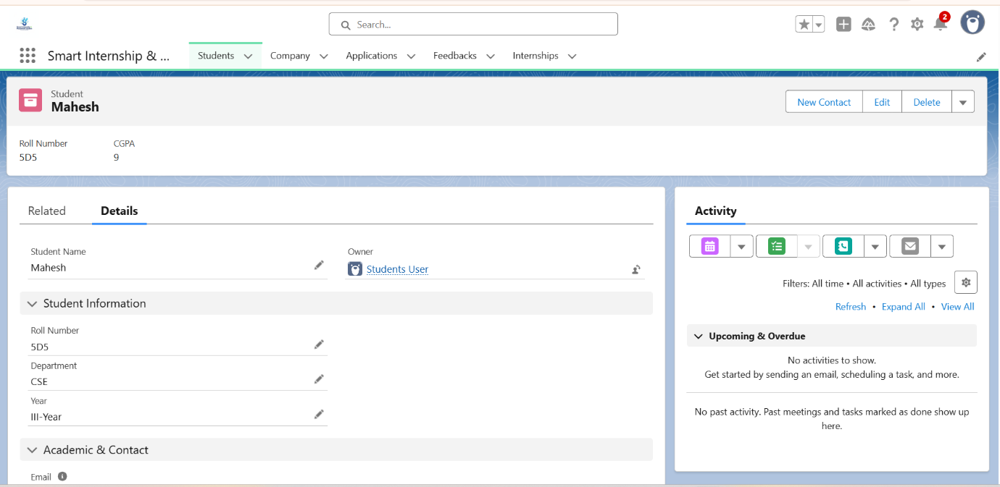 Search...
2
Smart Internship & ...
Students
Company
Applications
Feedbacks
Internships
Student
Mahesh
New Contact
Edit
Delete
Roll Number
CGPA
5D5
9
Related
Details
Student Name
Mahesh
Owner
Students User
Student Information
Roll Number
5D5
Department
CSE
Year
III-Year
Academic & Contact
Email
Activity
Filters: All time • All activities • All types
Refresh • Expand All • View All
Upcoming & Overdue
No activities to show.
Get started by sending an email, scheduling a task, and more.
No past activity. Past meetings and tasks marked as done show up
here.